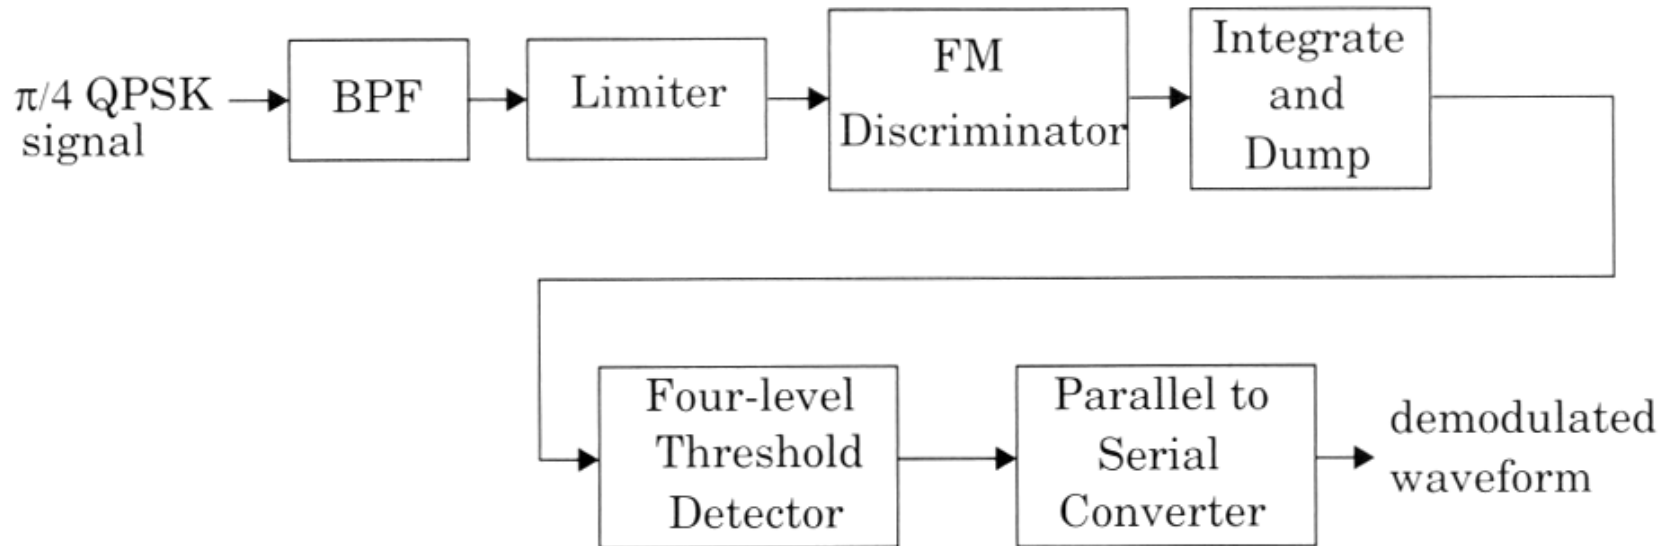 π/4 QPSK
signal
BPF
Limiter
FM
Discriminator
Integrate
and
Dump
Four-level
Threshold
Detector
Parallel to
Serial
Converter
demodulated
waveform